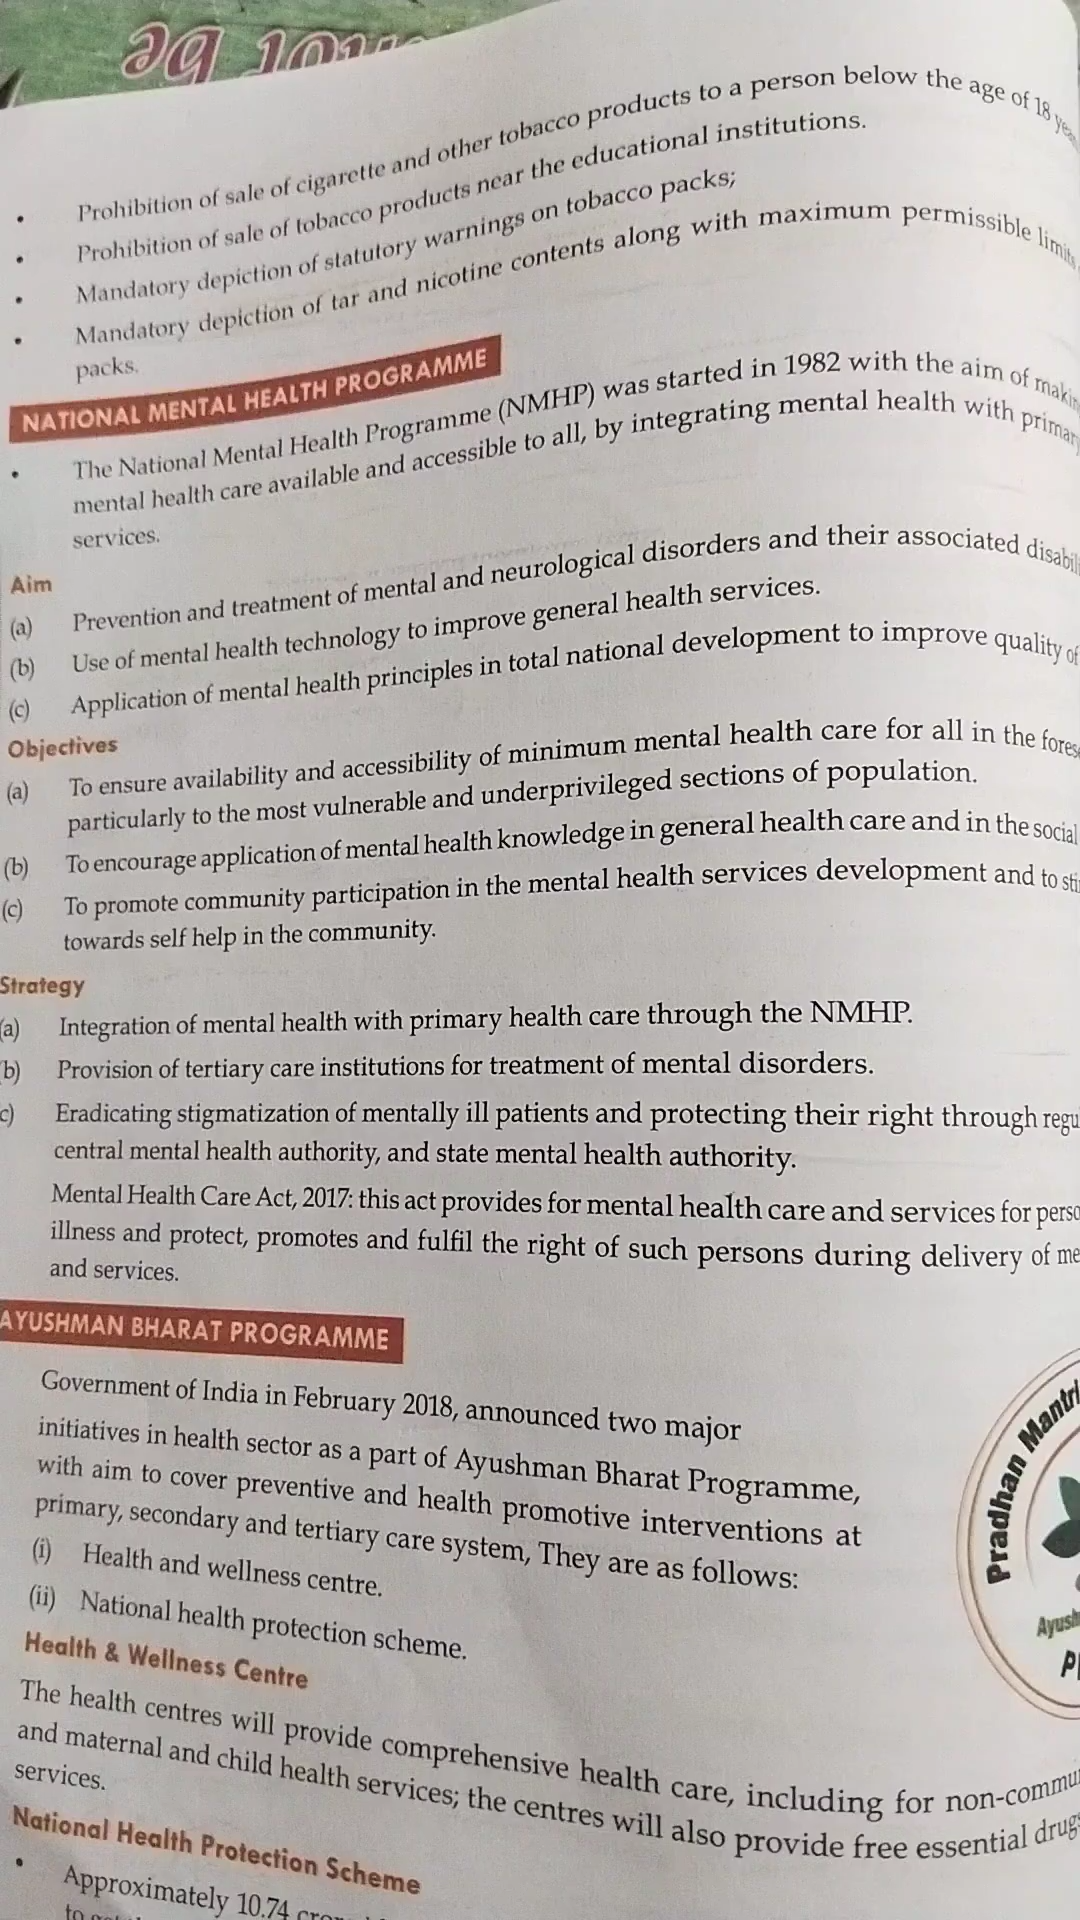 Prohibition of sale of cigarette and other tobacco products to a person below the age of 18
• Prohibition of sale of tobacco products near the educational institutions.
• Mandatory depiction of statutory warnings on tobacco packs;
• Mandatory depiction of tar and nicotine contents along with maximum permissible limits
packs.
NATIONAL MENTAL HEALTH PROGRAMME
• The National Mental Health Programme (NMHP) was started in 1982 with the aim of
mental health care available and accessible to all, by integrating mental health with
services.
Aim
(a) Prevention and treatment of mental and neurological disorders and their associated
(b) Use of mental health technology to improve general health services.
(c) Application of mental health principles in total national development to improve quality of
Objectives
(a) To ensure availability and accessibility of minimum mental health care for all in the
particularly to the most vulnerable and underprivileged sections of population.
(b) To encourage application of mental health knowledge in general health care and in the social
(c) To promote community participation in the mental health services development and to
towards self help in the community.
Strategy
(a) Integration of mental health with primary health care through the NMHP.
(b) Provision of tertiary care institutions for treatment of mental disorders.
(c) Eradicating stigmatization of mentally ill patients and protecting their right through
central mental health authority, and state mental health authority.
Mental Health Care Act, 2017: this act provides for mental health care and services for
illness and protect, promotes and fulfil the right of such persons during delivery of
and services.
AYUSHMAN BHARAT PROGRAMME
Government of India in February 2018, announced two major
initiatives in health sector as a part of Ayushman Bharat Programme,
with aim to cover preventive and health promotive interventions at
primary, secondary and tertiary care system, They are as follows:
(i) Health and wellness centre.
(ii) National health protection scheme.
Pradhan Mantri
Health & Wellness Centre
The health centres will provide comprehensive health care, including for
and maternal and child health services; the centres will also provide free essential
services.
National Health Protection Scheme
• Approximately 10.74